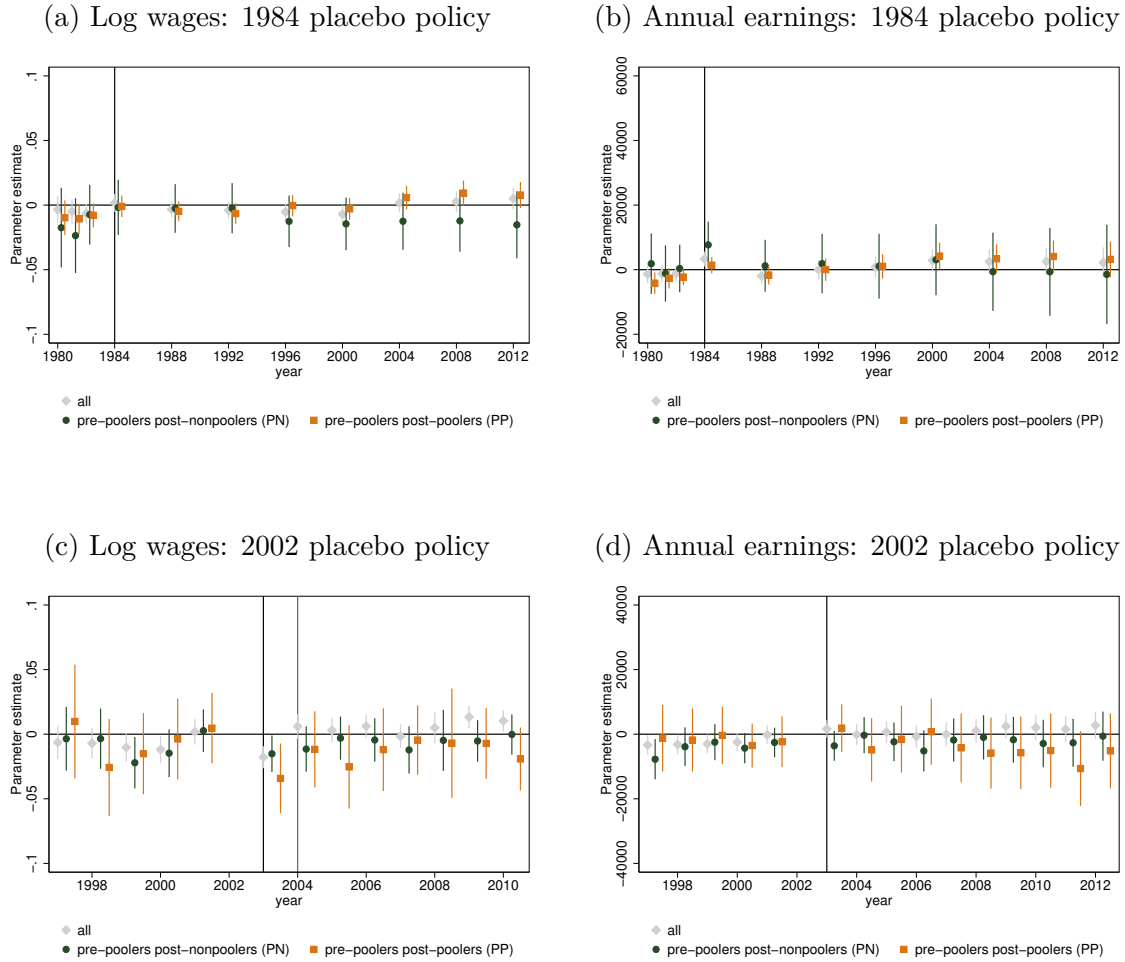 (a) Log wages: 1984 placebo policy
Parameter estimate
.1
.05
0
−.05
−.1
1980 1984 1988 1992 1996 2000 2004 2008 2012
year
all
pre−poolers post−nonpoolers (PN) pre−poolers post−poolers (PP)
(b) Annual earnings: 1984 placebo policy
Parameter estimate
60000
40000
20000
0
−20000
1980 1984 1988 1992 1996 2000 2004 2008 2012
year
all
pre−poolers post−nonpoolers (PN) pre−poolers post−poolers (PP)
(c) Log wages: 2002 placebo policy
Parameter estimate
.1
.05
0
−.05
−.1
1998 2000 2002 2004 2006 2008 2010
year
all
pre−poolers post−nonpoolers (PN) pre−poolers post−poolers (PP)
(d) Annual earnings: 2002 placebo policy
Parameter estimate
40000
20000
0
−20000
−40000
1998 2000 2002 2004 2006 2008 2010 2012
year
all
pre−poolers post−nonpoolers (PN) pre−poolers post−poolers (PP)